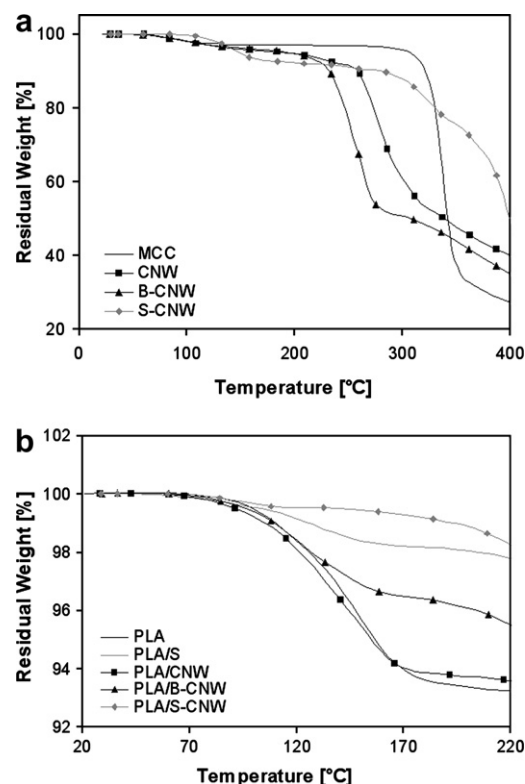 a
100
80
60
40
20
Residual Weight [%]
MCC
CNW
B-CNW
S-CNW
0 100 200 300 400
Temperature [°C]
b
102
100
98
96
94
92
Residual Weight [%]
PLA
PLA/S
PLA/CNW
PLA/B-CNW
PLA/S-CNW
20 70 120 170 220
Temperature [°C]